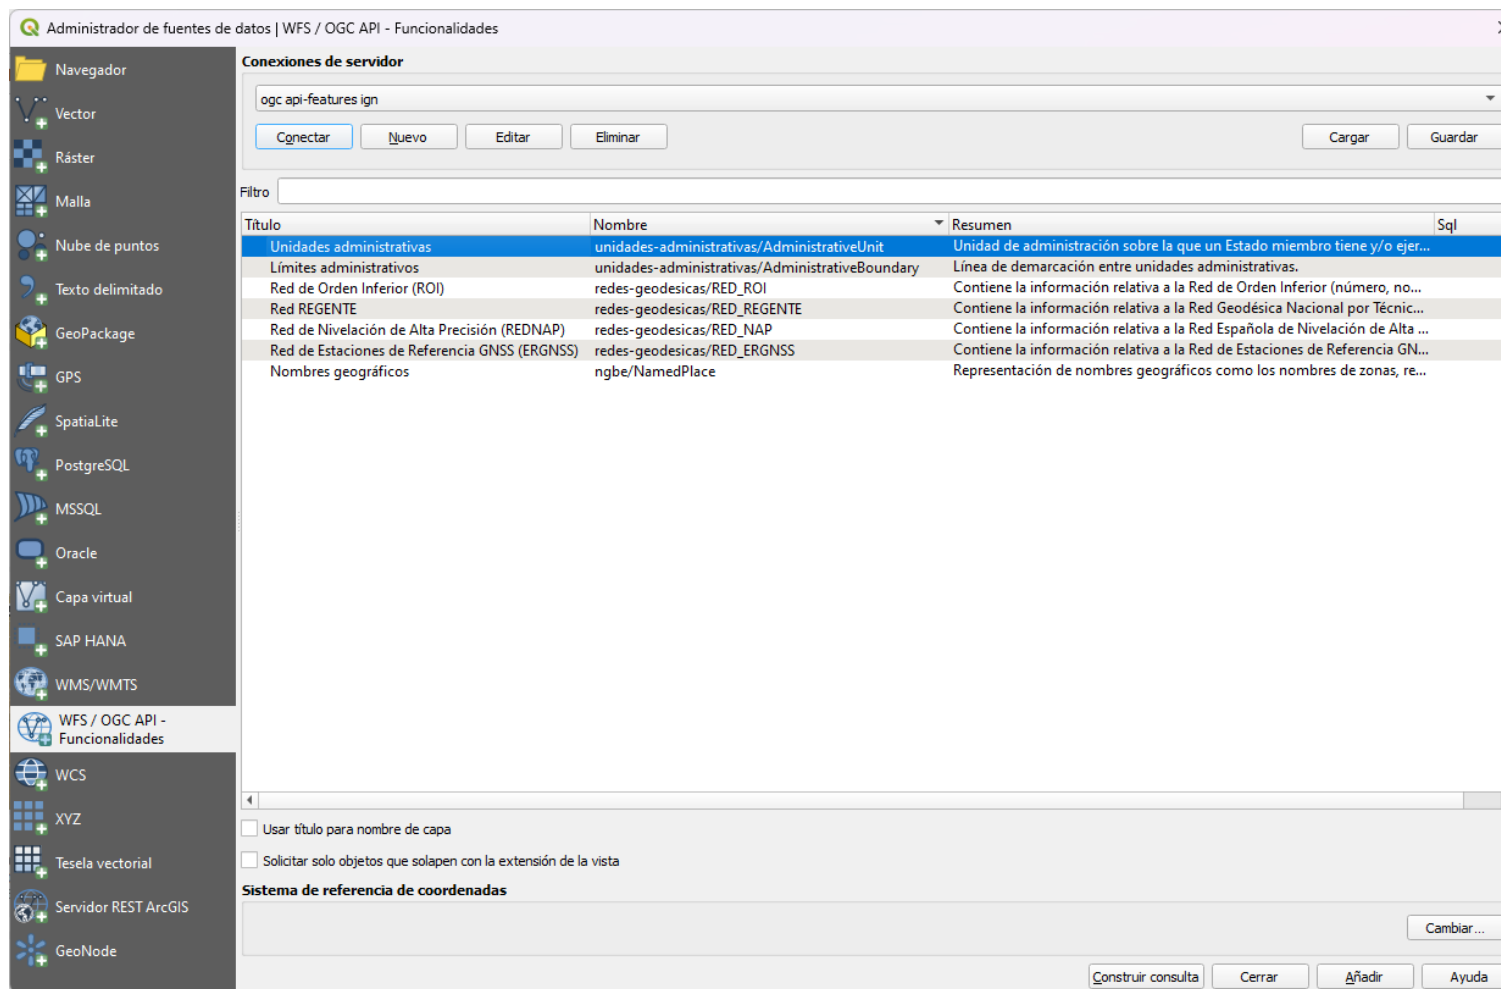 Administrador de fuentes de datos | WFS / OGC API - Funcionalidades
Navegador
Vector
Ráster
Malla
Nube de puntos
Texto delimitado
GeoPackage
GPS
SpatiaLite
PostgreSQL
MSSQL
Oracle
Capa virtual
SAP HANA
WMS/WMTS
WFS / OGC API -
Funcionalidades
WCS
XYZ
Tesela vectorial
Servidor REST ArcGIS
GeoNode
Conexiones de servidor
ogc api-features ign
Conectar Nuevo Editar Eliminar Cargar Guardar
Filtro
Título Nombre Resumen Sql
Unidades administrativas unidades-administrativas/AdministrativeUnit Unidad de administración sobre la que un Estado miembro tiene y/o ejer...
Límites administrativos unidades-administrativas/AdministrativeBoundary Línea de demarcación entre unidades administrativas.
Red de Orden Inferior (ROI) redes-geodesicas/RED_ROI Contiene la información relativa a la Red de Orden Inferior (número, no...
Red REGENTE redes-geodesicas/RED_REGENTE Contiene la información relativa a la Red Geodésica Nacional por Técnic...
Red de Nivelación de Alta Precisión (REDNAP) redes-geodesicas/RED_NAP Contiene la información relativa a la Red Española de Nivelación de Alta ...
Red de Estaciones de Referencia GNSS (ERGNSS) redes-geodesicas/RED_ERGNSS Contiene la información relativa a la Red de Estaciones de Referencia GN...
Nombres geográficos ngbe/NamedPlace Representación de nombres geográficos como los nombres de zonas, re...
Usar título para nombre de capa
Solicitar solo objetos que solapen con la extensión de la vista
Sistema de referencia de coordenadas
Cambiar...
Construir consulta Cerrar Añadir Ayuda